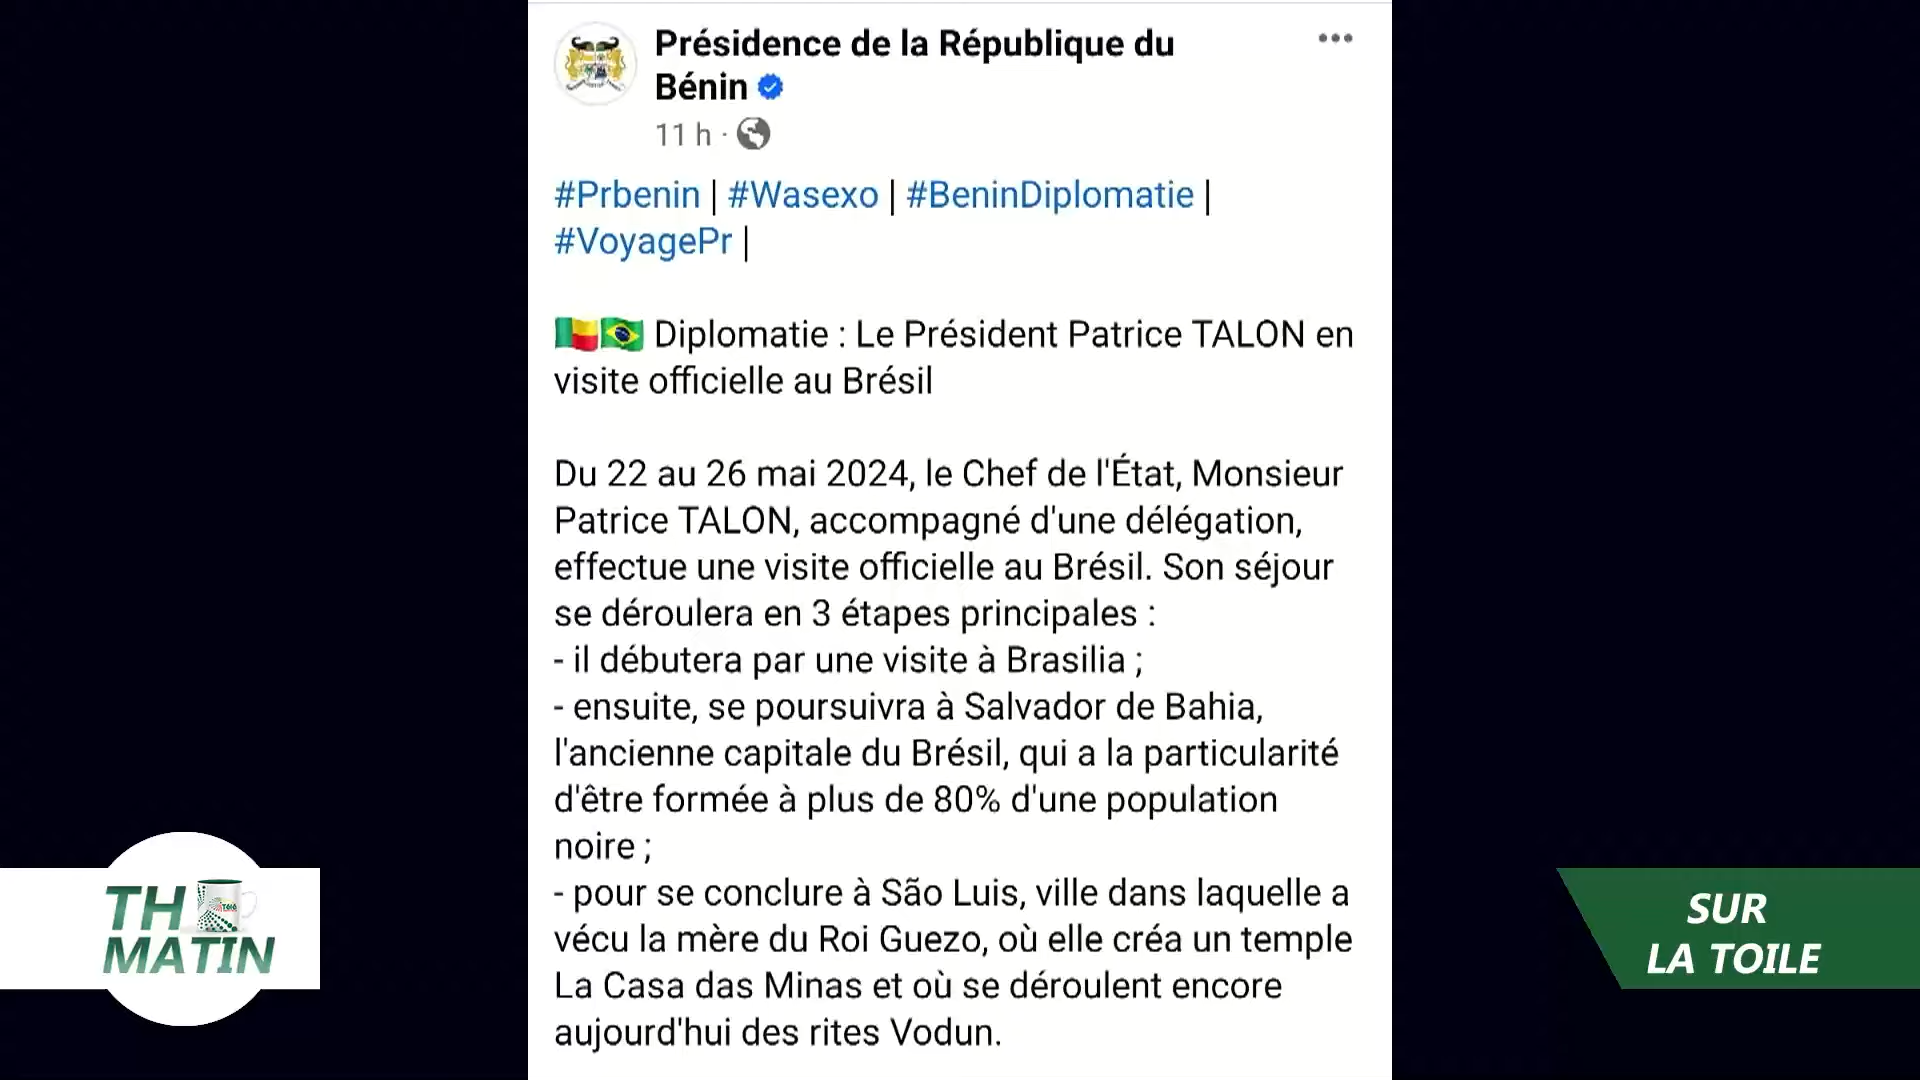 Présidence de la République du
Bénin
11 h ·
#Prbenin | #Wasexo | #BeninDiplomatie |
#VoyagePr |
Diplomatie : Le Président Patrice TALON en
visite officielle au Brésil
Du 22 au 26 mai 2024, le Chef de l'État, Monsieur
Patrice TALON, accompagné d'une délégation,
effectue une visite officielle au Brésil. Son séjour
se déroulera en 3 étapes principales :
- il débutera par une visite à Brasilia ;
- ensuite, se poursuivra à Salvador de Bahia,
l'ancienne capitale du Brésil, qui a la particularité
d'être formée à plus de 80% d'une population
noire ;
- pour se conclure à São Luis, ville dans laquelle a
vécu la mère du Roi Guezo, où elle créa un temple
La Casa das Minas et où se déroulent encore
aujourd'hui des rites Vodun.
TH
MATIN
SUR
LA TOILE